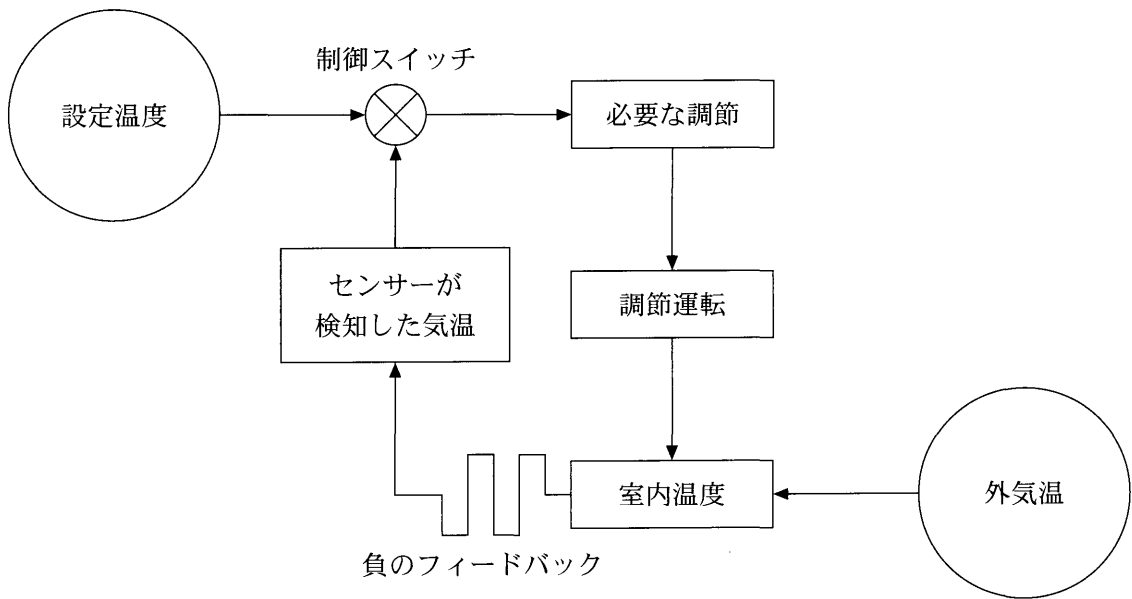 制御スイッチ
設定温度
必要な調節
センサーが
検知した気温
調節運転
室内温度
外気温
負のフィードバック